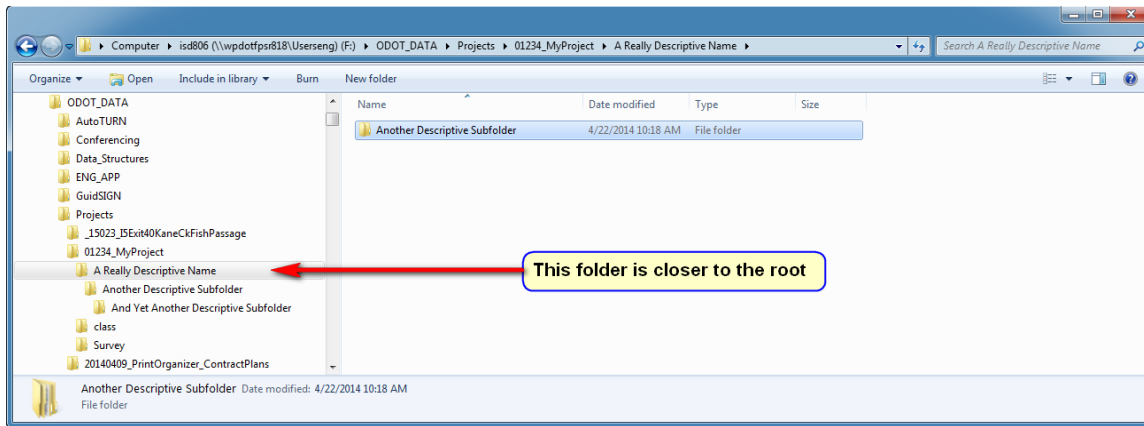 Computer ▸ isd806 (\\wpdotfpsr818\Userseng) (F:) ▸ ODOT_DATA ▸ Projects ▸ 01234_MyProject ▸ A Really Descriptive Name ▸
Search A Really Descriptive Name
Organize Open Include in library Burn New folder
Name Date modified Type Size
Another Descriptive Subfolder 4/22/2014 10:18 AM File folder
ODOT_DATA
AutoTURN
Conferencing
Data_Structures
ENG_APP
GuidSIGN
Projects
_15023_I5Exit40KaneCkFishPassage
01234_MyProject
A Really Descriptive Name
Another Descriptive Subfolder
And Yet Another Descriptive Subfolder
class
Survey
20140409_PrintOrganizer_ContractPlans
This folder is closer to the root
Another Descriptive Subfolder Date modified: 4/22/2014 10:18 AM
File folder